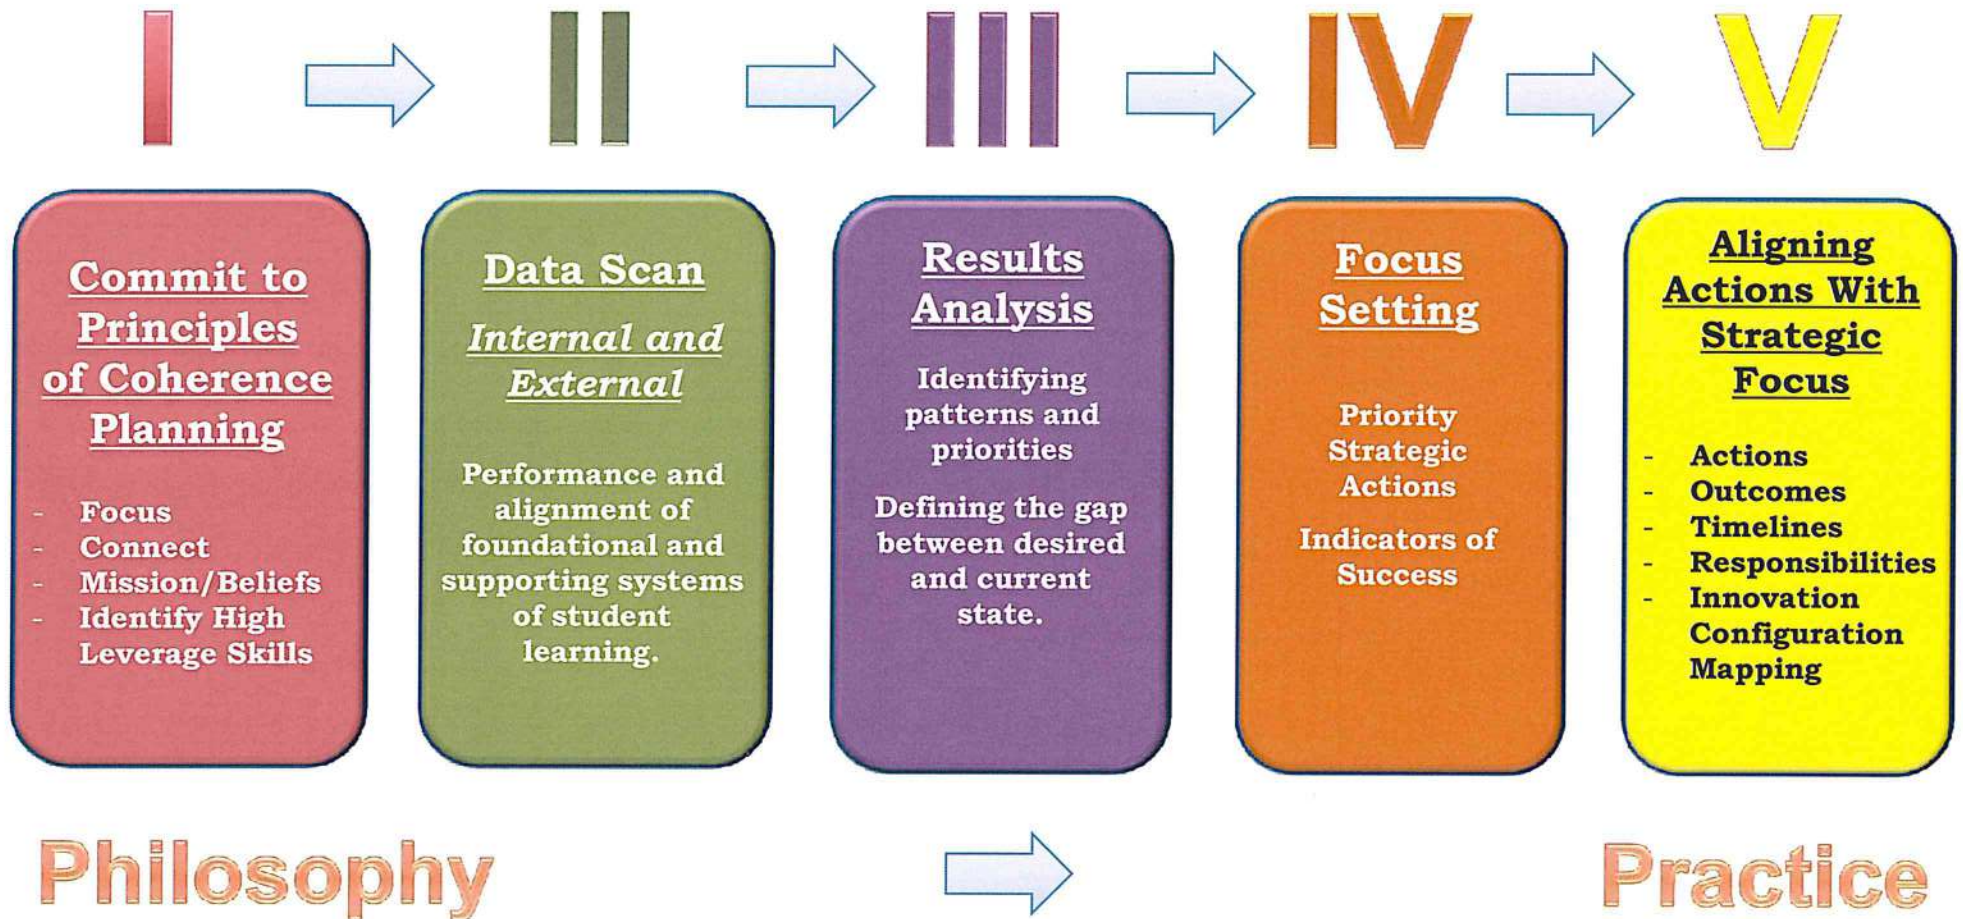 I
II
III
IV
V
Commit to
Principles
of Coherence
Planning
- Focus
- Connect
- Mission/Beliefs
- Identify High
Leverage Skills
Data Scan
Internal and
External
Performance and
alignment of
foundational and
supporting systems
of student
learning.
Results
Analysis
Identifying
patterns and
priorities
Defining the gap
between desired
and current
state.
Focus
Setting
Priority
Strategic
Actions
Indicators of
Success
Aligning
Actions With
Strategic
Focus
- Actions
- Outcomes
- Timelines
- Responsibilities
- Innovation
Configuration
Mapping
Philosophy
Practice